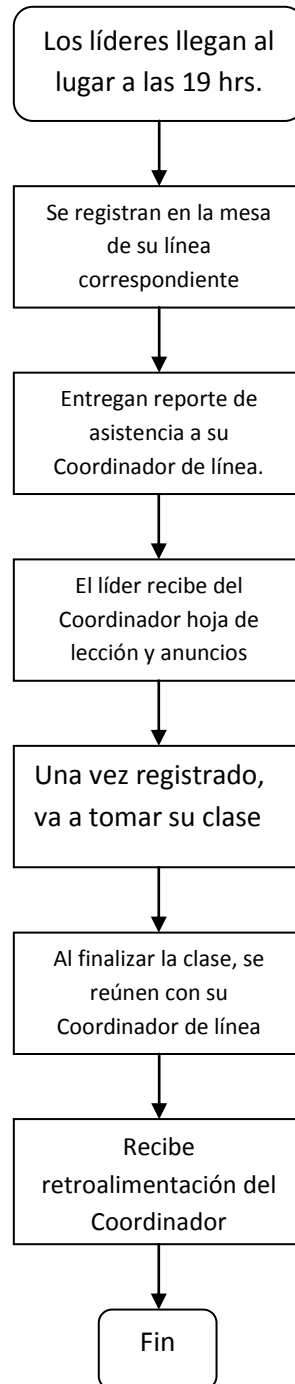 Los líderes llegan al
lugar a las 19 hrs.
Se registran en la mesa
de su línea
correspondiente
Entregan reporte de
asistencia a su
Coordinador de línea.
El líder recibe del
Coordinador hoja de
lección y anuncios
Una vez registrado,
va a tomar su clase
Al finalizar la clase, se
reúnen con su
Coordinador de línea
Recibe
retroalimentación del
Coordinador
Fin